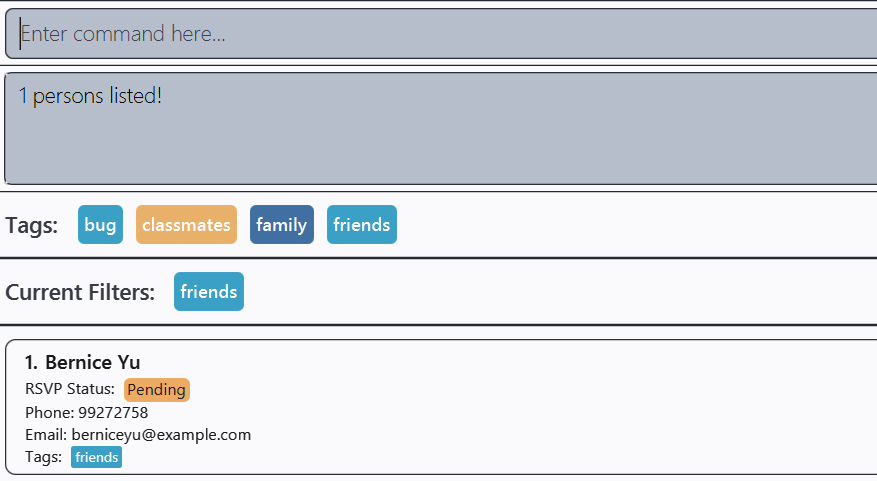 Enter command here...
1 persons listed!
Tags: bug classmates family friends
Current Filters: friends
1. Bernice Yu
RSVP Status: Pending
Phone: 99272758
Email: berniceyu@example.com
Tags: friends